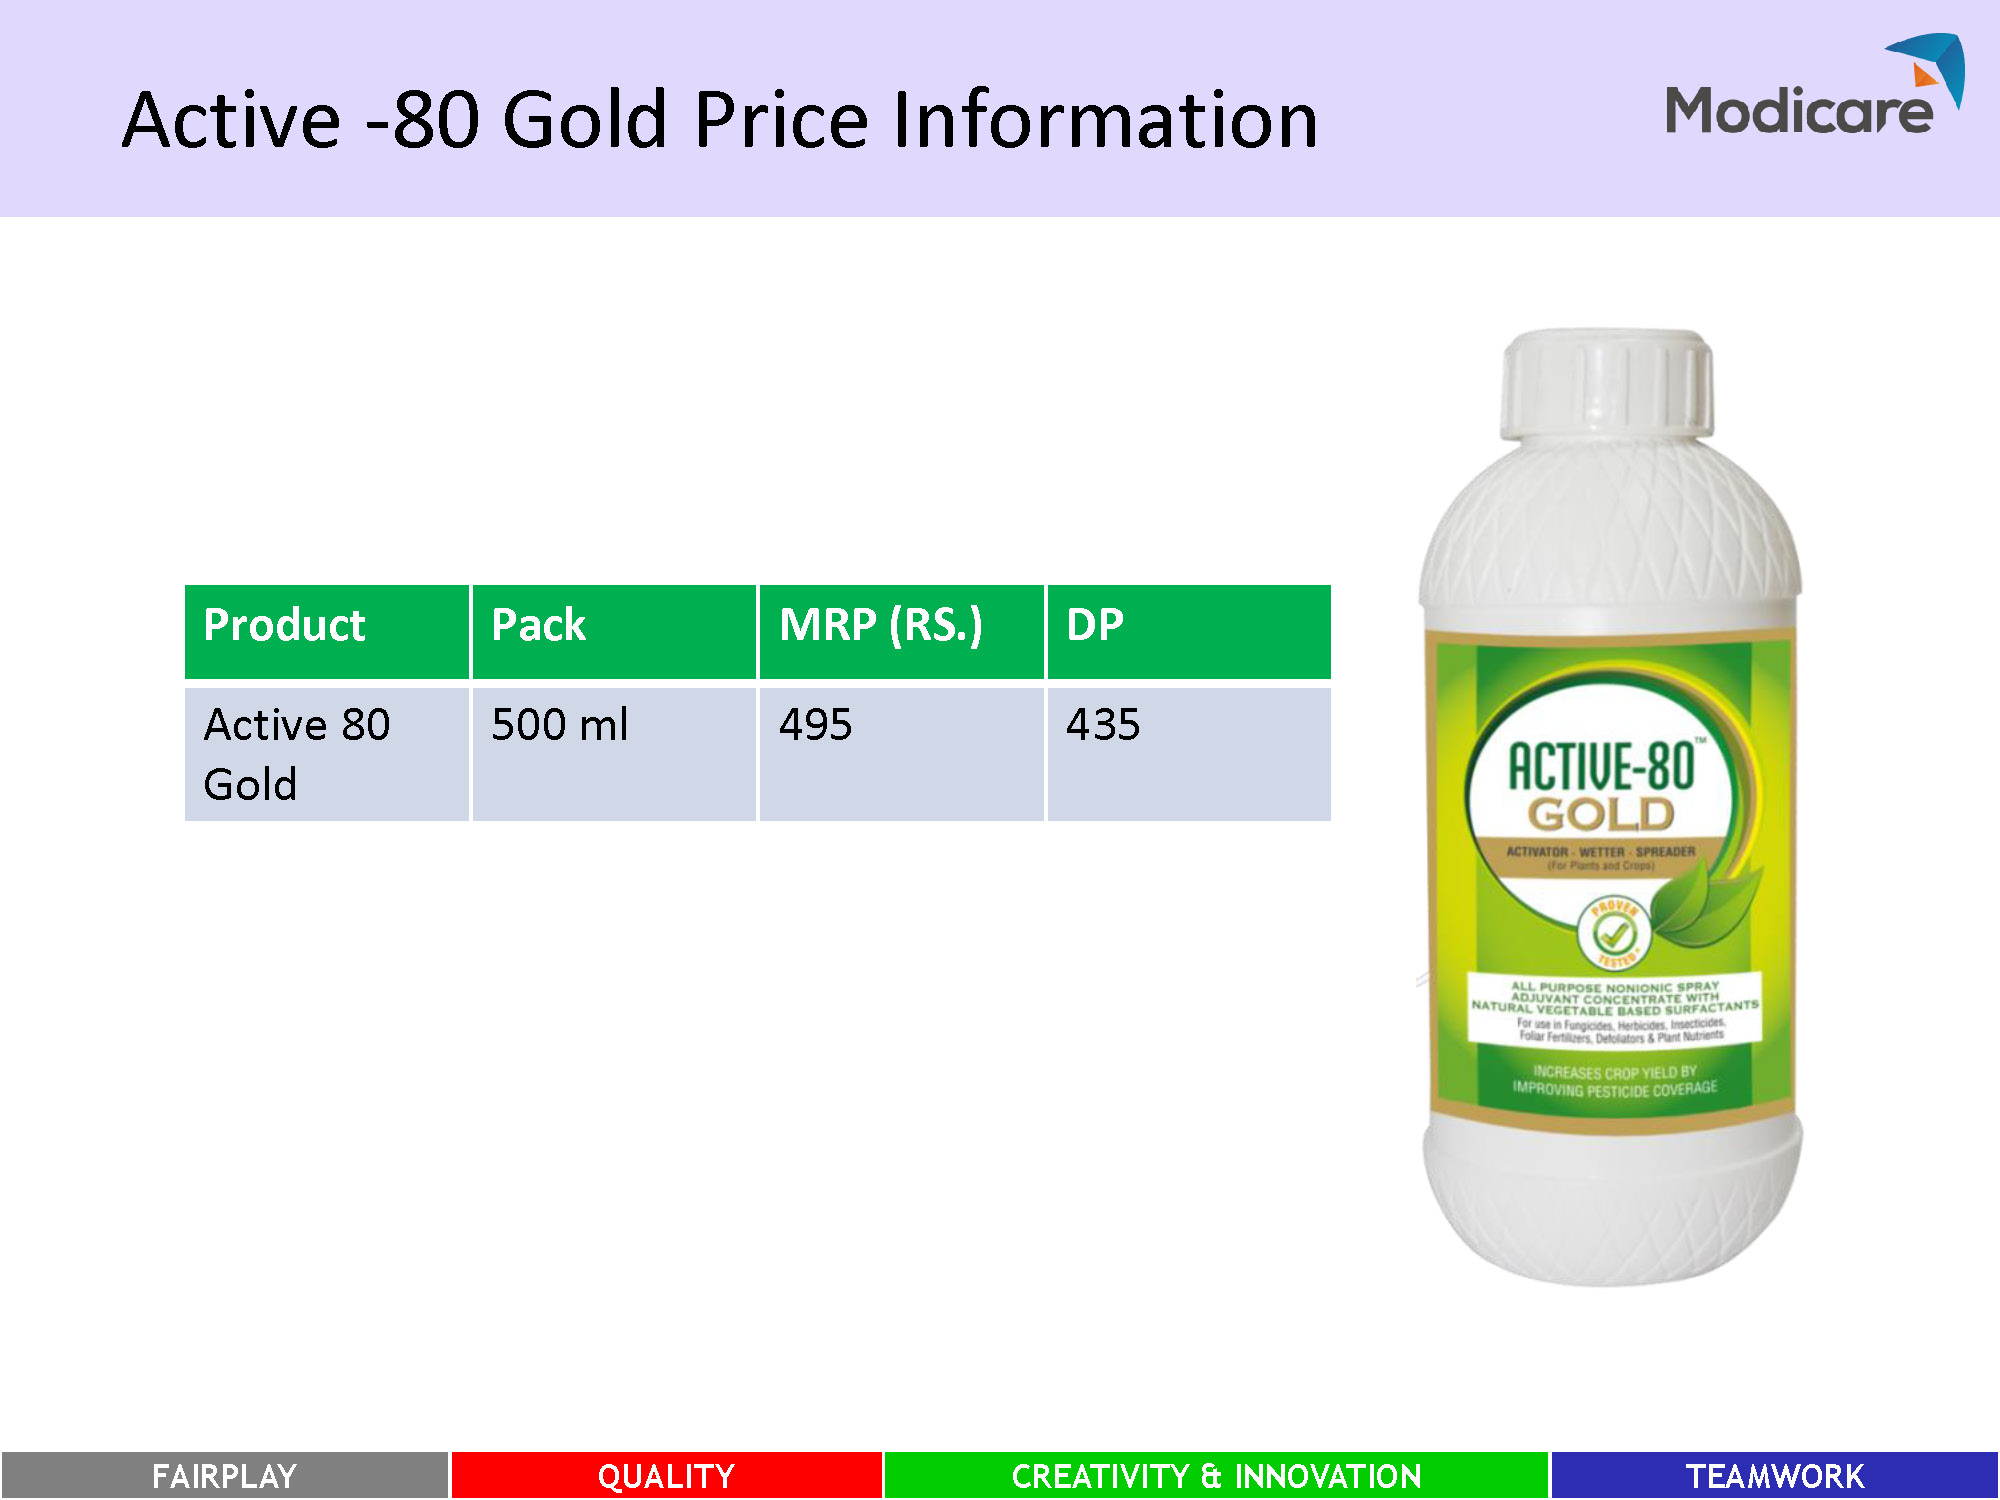 Active -80 Gold Price Information
Modicare
Product Pack MRP (RS.) DP
Active 80 500 ml 495 435
Gold
ACTIVE-80™
GOLD
ACTIVATOR - WETTER - SPREADER
(For Plants and Crops)
PROVEN
TESTED
ALL PURPOSE NONIONIC SPRAY
ADJUVANT CONCENTRATE WITH
NATURAL VEGETABLE BASED SURFACTANTS
For use in Fungicides, Herbicides, Insecticides,
Foliar Fertilizers, Defoliators & Plant Nutrients
INCREASES CROP YIELD BY
IMPROVING PESTICIDE COVERAGE
FAIRPLAY QUALITY CREATIVITY & INNOVATION TEAMWORK